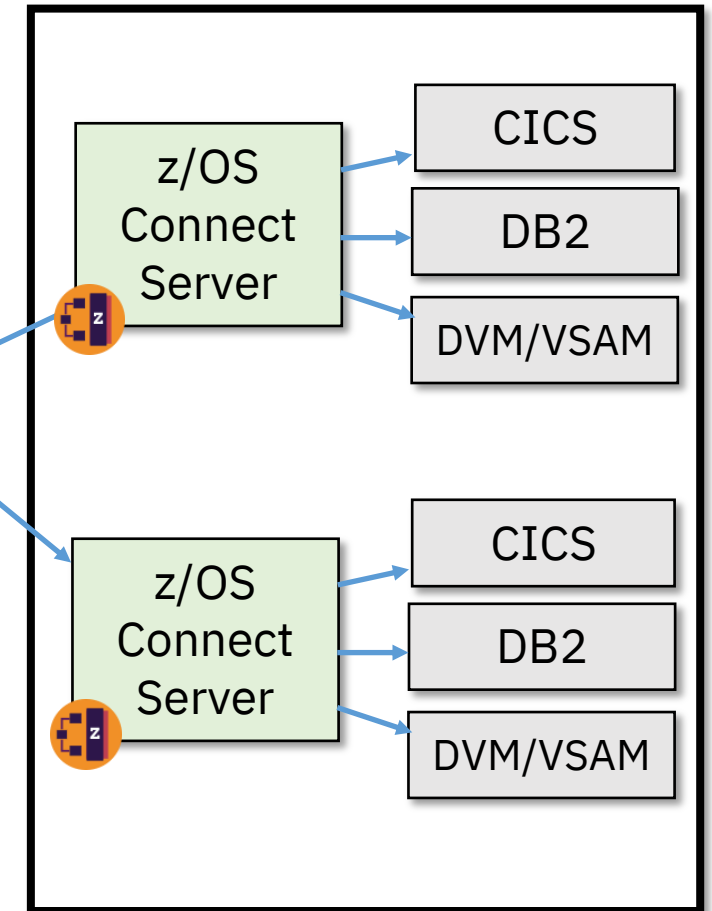 z/OS
Connect
Server
z
CICS
DB2
DVM/VSAM
z/OS
Connect
Server
z
CICS
DB2
DVM/VSAM